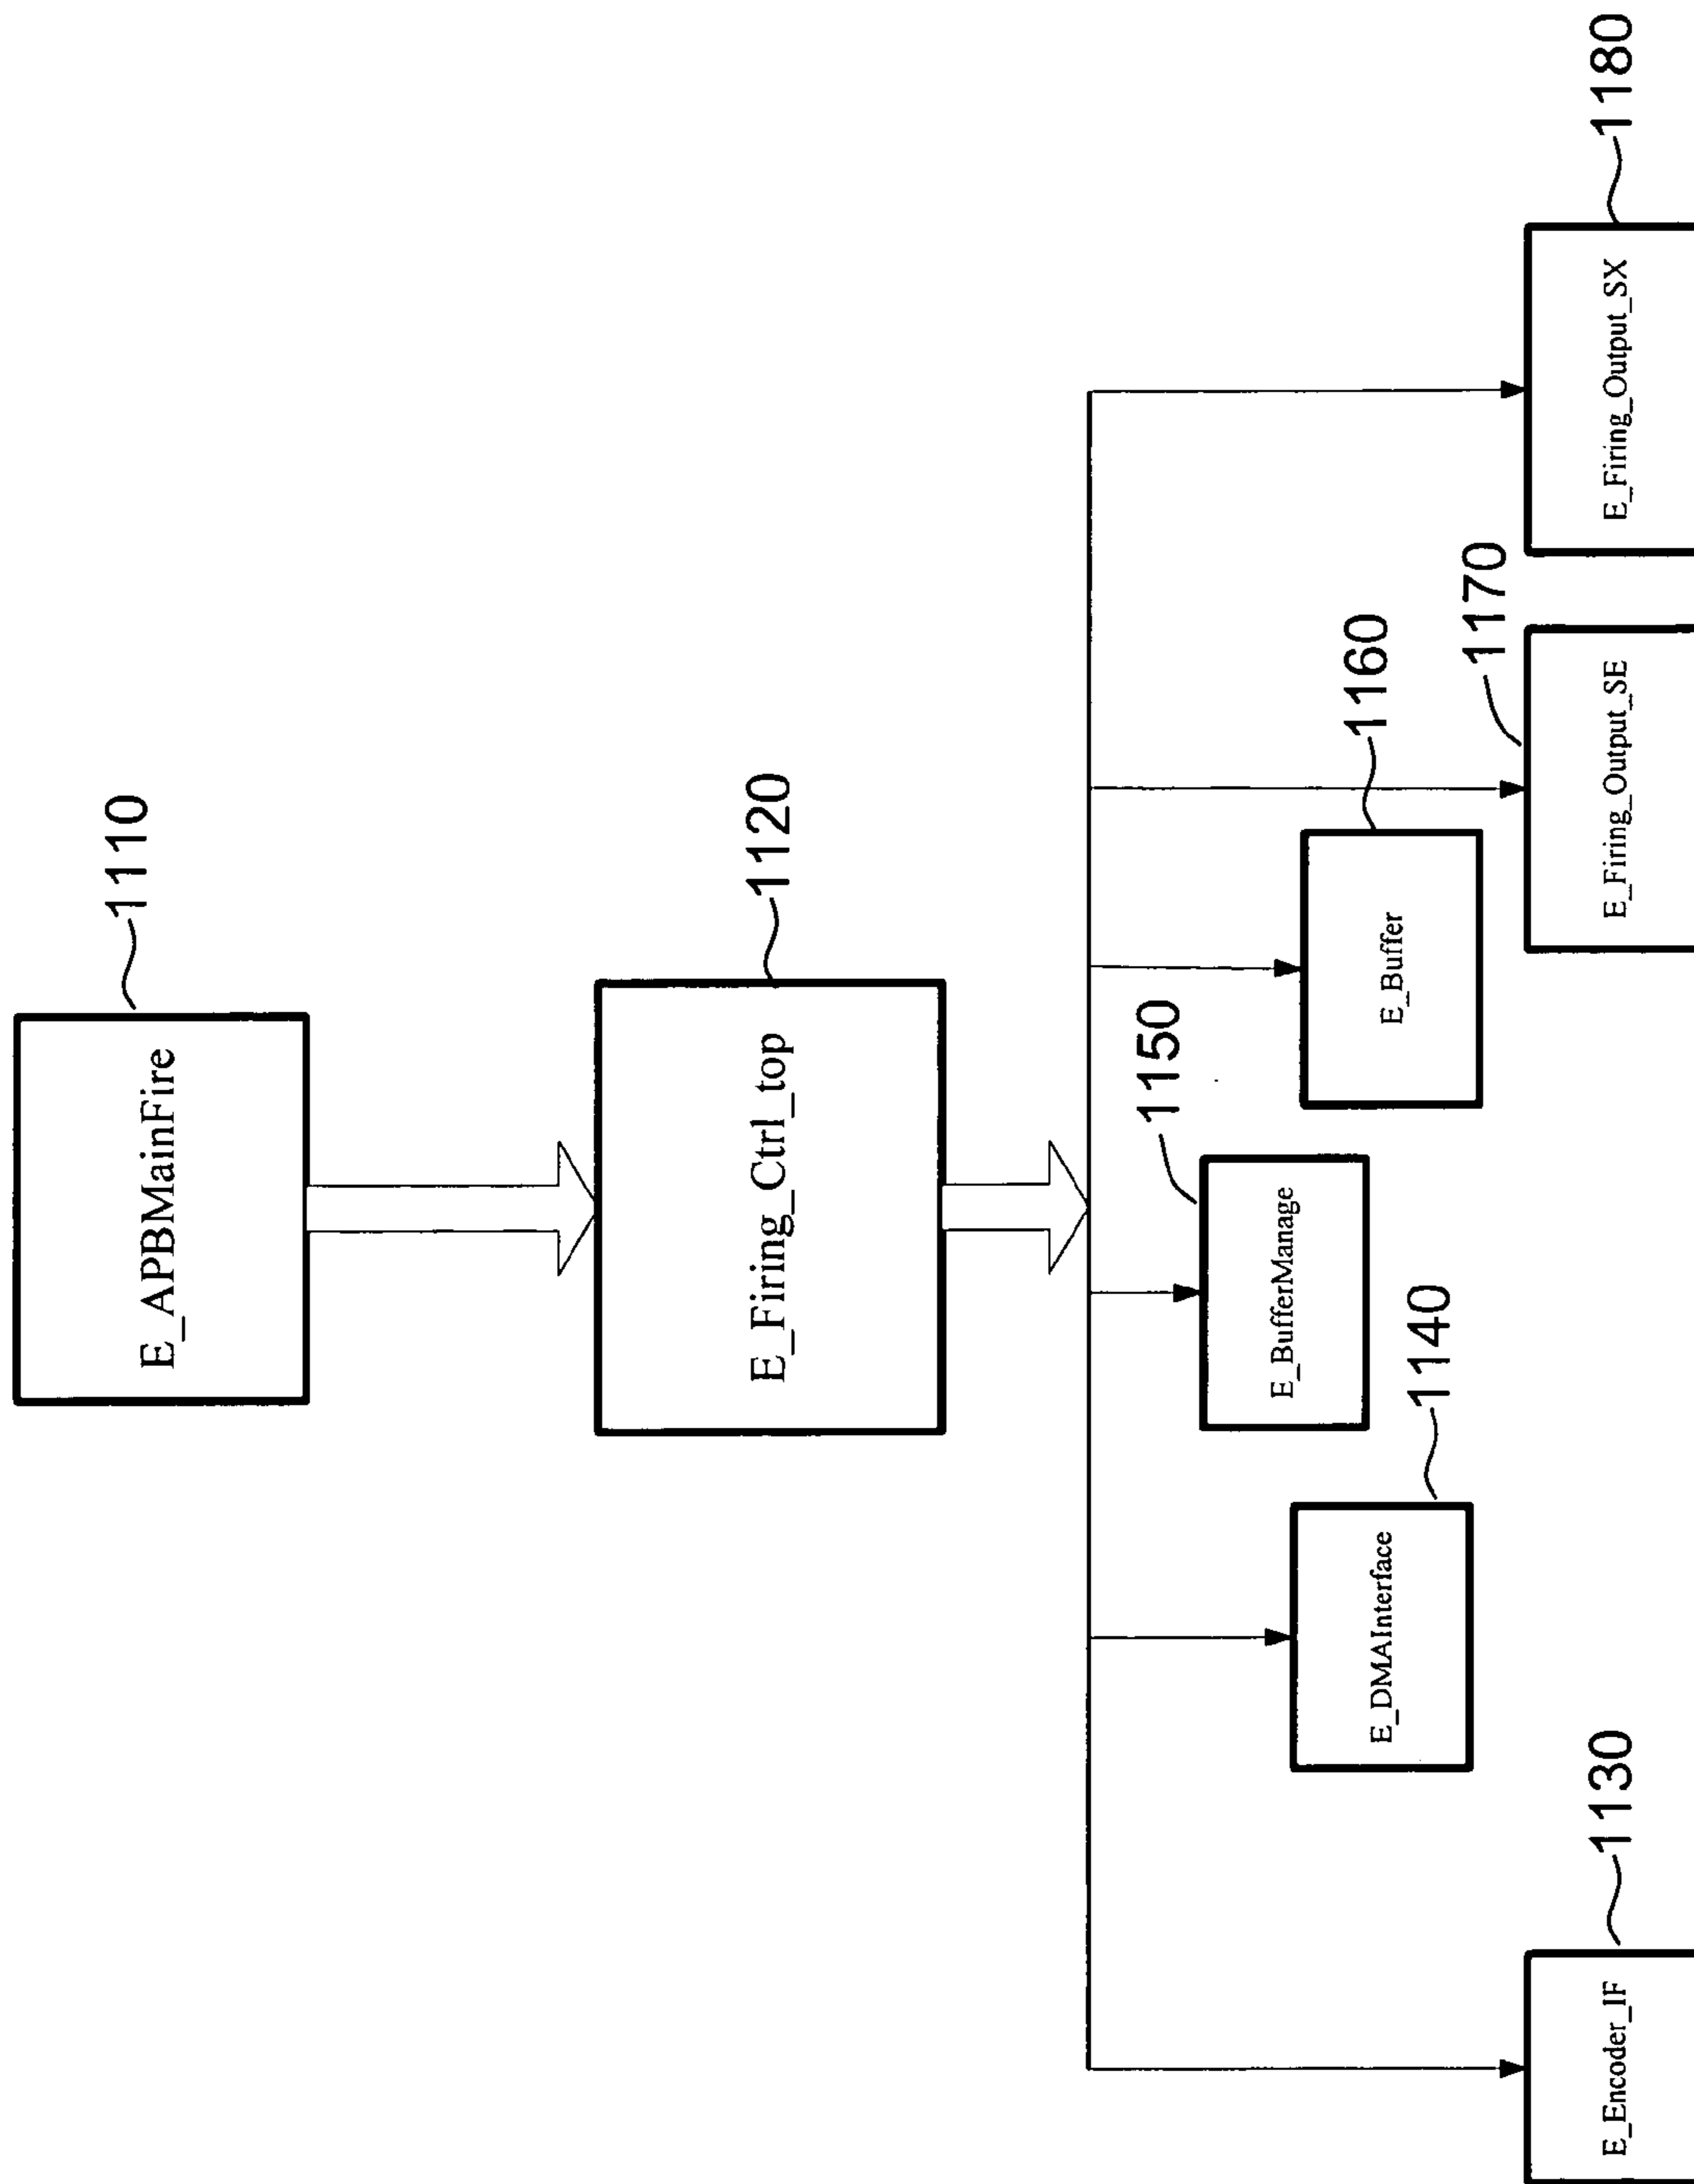 E_APBMainFire
1110
E_Firing_Ctrl_top
1120
E_Encoder_IF
1130
E_DMAInterface
1140
E_BufferManage
1150
E_Buffer
1160
E_Firing_Output_SE
1170
E_Firing_Output_SX
1180